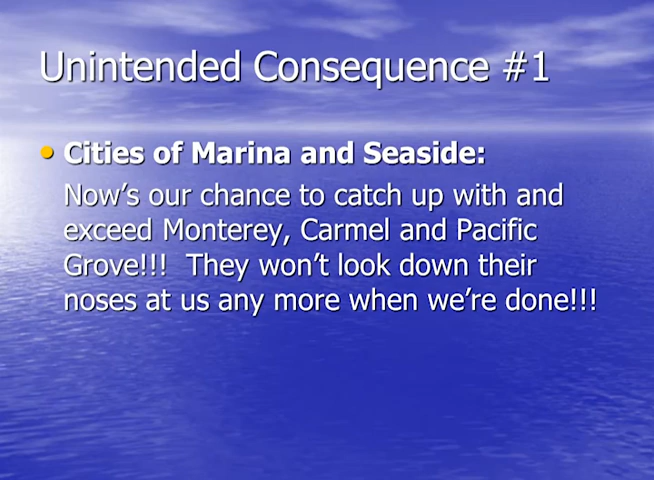 Unintended Consequence #1
• Cities of Marina and Seaside:
Now’s our chance to catch up with and
exceed Monterey, Carmel and Pacific
Grove!!!  They won’t look down their
noses at us any more when we’re done!!!